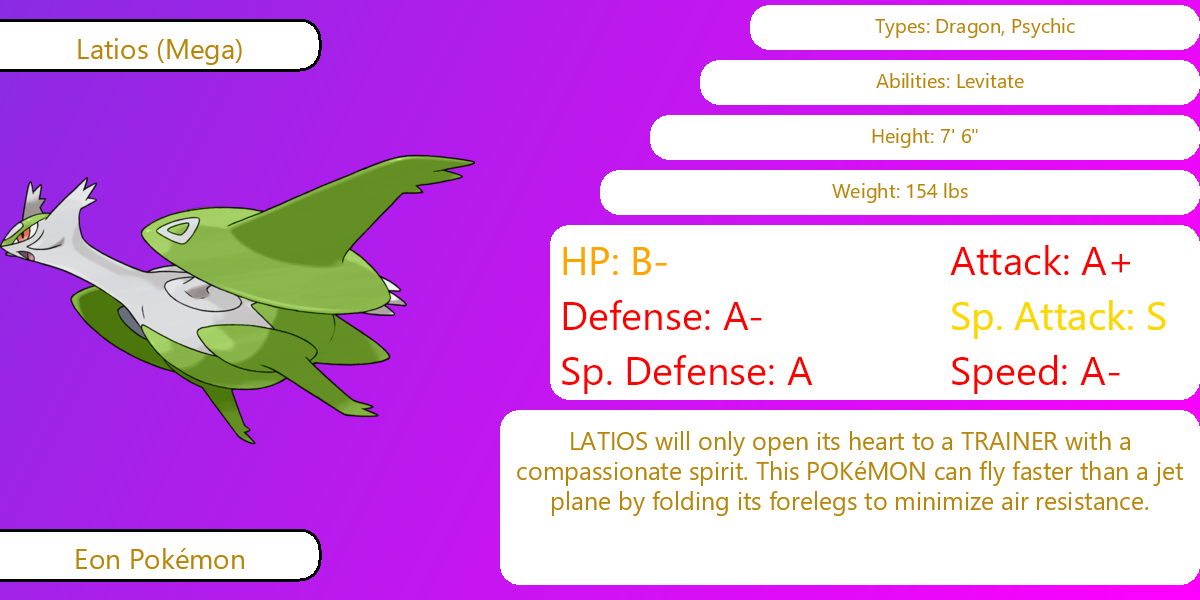 Latios (Mega)
Types: Dragon, Psychic
Abilities: Levitate
Height: 7' 6"
Weight: 154 lbs
HP: B-
Attack: A+
Defense: A-
Sp. Attack: S
Sp. Defense: A
Speed: A-
LATIOS will only open its heart to a TRAINER with a
compassionate spirit. This POKéMON can fly faster than a jet
plane by folding its forelegs to minimize air resistance.
Eon Pokémon